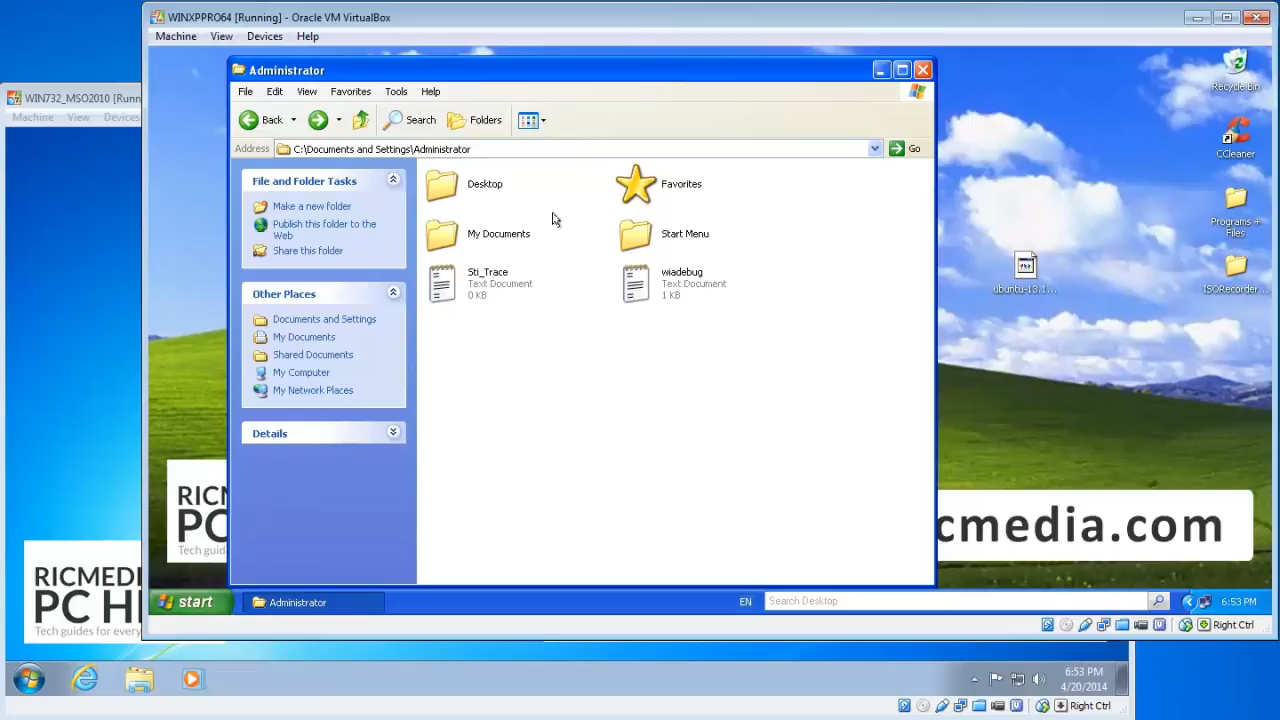 WINXPPRO64 [Running] - Oracle VM VirtualBox
Machine View Devices Help
WIN732_MSO2010 [Runn
Machine View Devices
Administrator
File Edit View Favorites Tools Help
Back Search Folders
Address C:\Documents and Settings\Administrator Go
File and Folder Tasks
Make a new folder
Publish this folder to the
Web
Share this folder
Other Places
Documents and Settings
My Documents
Shared Documents
My Computer
My Network Places
Details
Desktop
Favorites
My Documents
Start Menu
Sti_Trace
Text Document
0 KB
wiadebug
Text Document
1 KB
Recycle Bin
CCleaner
Programs +
Files
ubuntu-13.1...
ISORecorder...
RIC
PC
Tech guid
cmedia.com
start Administrator EN Search Desktop 6:53 PM
Right Ctrl
RICMEDI
PC H
Tech guides for every
6:53 PM
4/20/2014
Right Ctrl